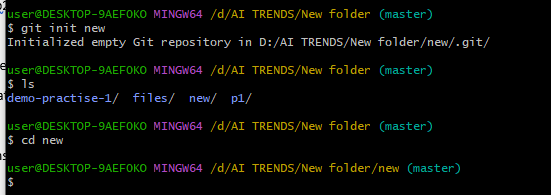 user@DESKTOP-9AEFOKO MINGW64 /d/AI TRENDS/New folder (master)
$ git init new
Initialized empty Git repository in D:/AI TRENDS/New folder/new/.git/
user@DESKTOP-9AEFOKO MINGW64 /d/AI TRENDS/New folder (master)
$ ls
demo-practise-1/  files/  new/  p1/
user@DESKTOP-9AEFOKO MINGW64 /d/AI TRENDS/New folder (master)
$ cd new
user@DESKTOP-9AEFOKO MINGW64 /d/AI TRENDS/New folder/new (master)
$